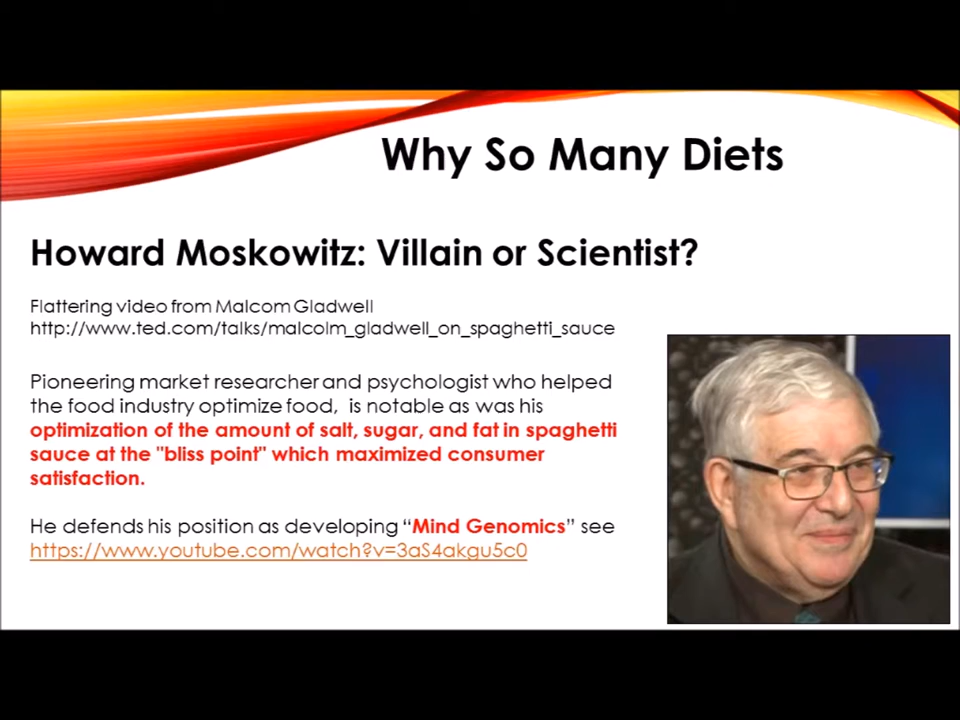 Why So Many Diets
Howard Moskowitz: Villain or Scientist?
Flattering video from Malcom Gladwell
http://www.ted.com/talks/malcolm_gladwell_on_spaghetti_sauce
Pioneering market researcher and psychologist who helped
the food industry optimize food,  is notable as was his
optimization of the amount of salt, sugar, and fat in spaghetti
sauce at the "bliss point" which maximized consumer
satisfaction.
He defends his position as developing “Mind Genomics” see
https://www.youtube.com/watch?v=3aS4akgu5c0